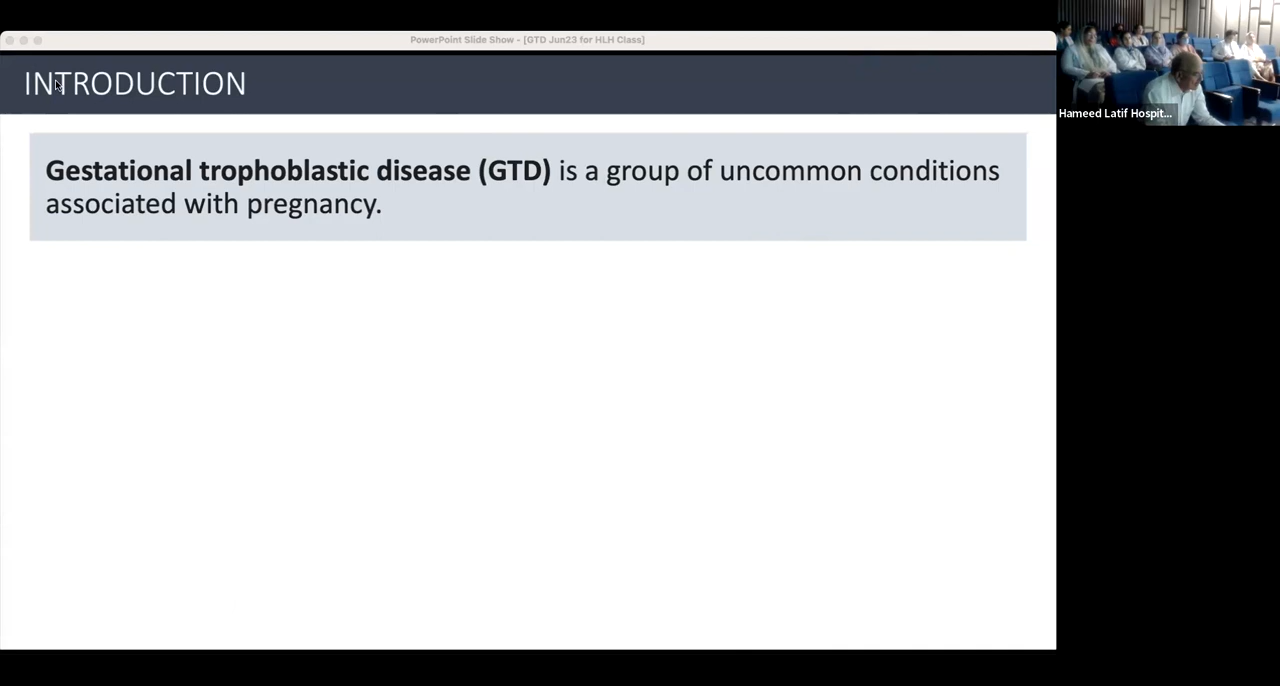 PowerPoint Slide Show - [GTD Jun23 for HLH Class]
INTRODUCTION
Gestational trophoblastic disease (GTD) is a group of uncommon conditions
associated with pregnancy.
Hameed Latif Hospit...